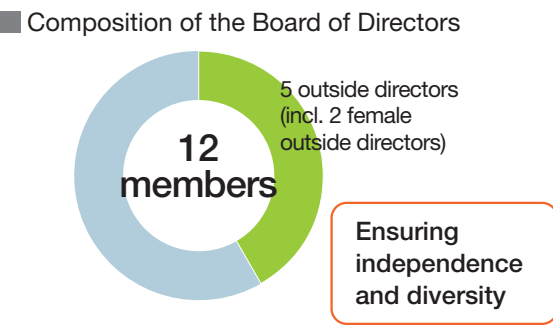 Composition of the Board of Directors
5 outside directors
(incl. 2 female
outside directors)
12
members
Ensuring
independence
and diversity